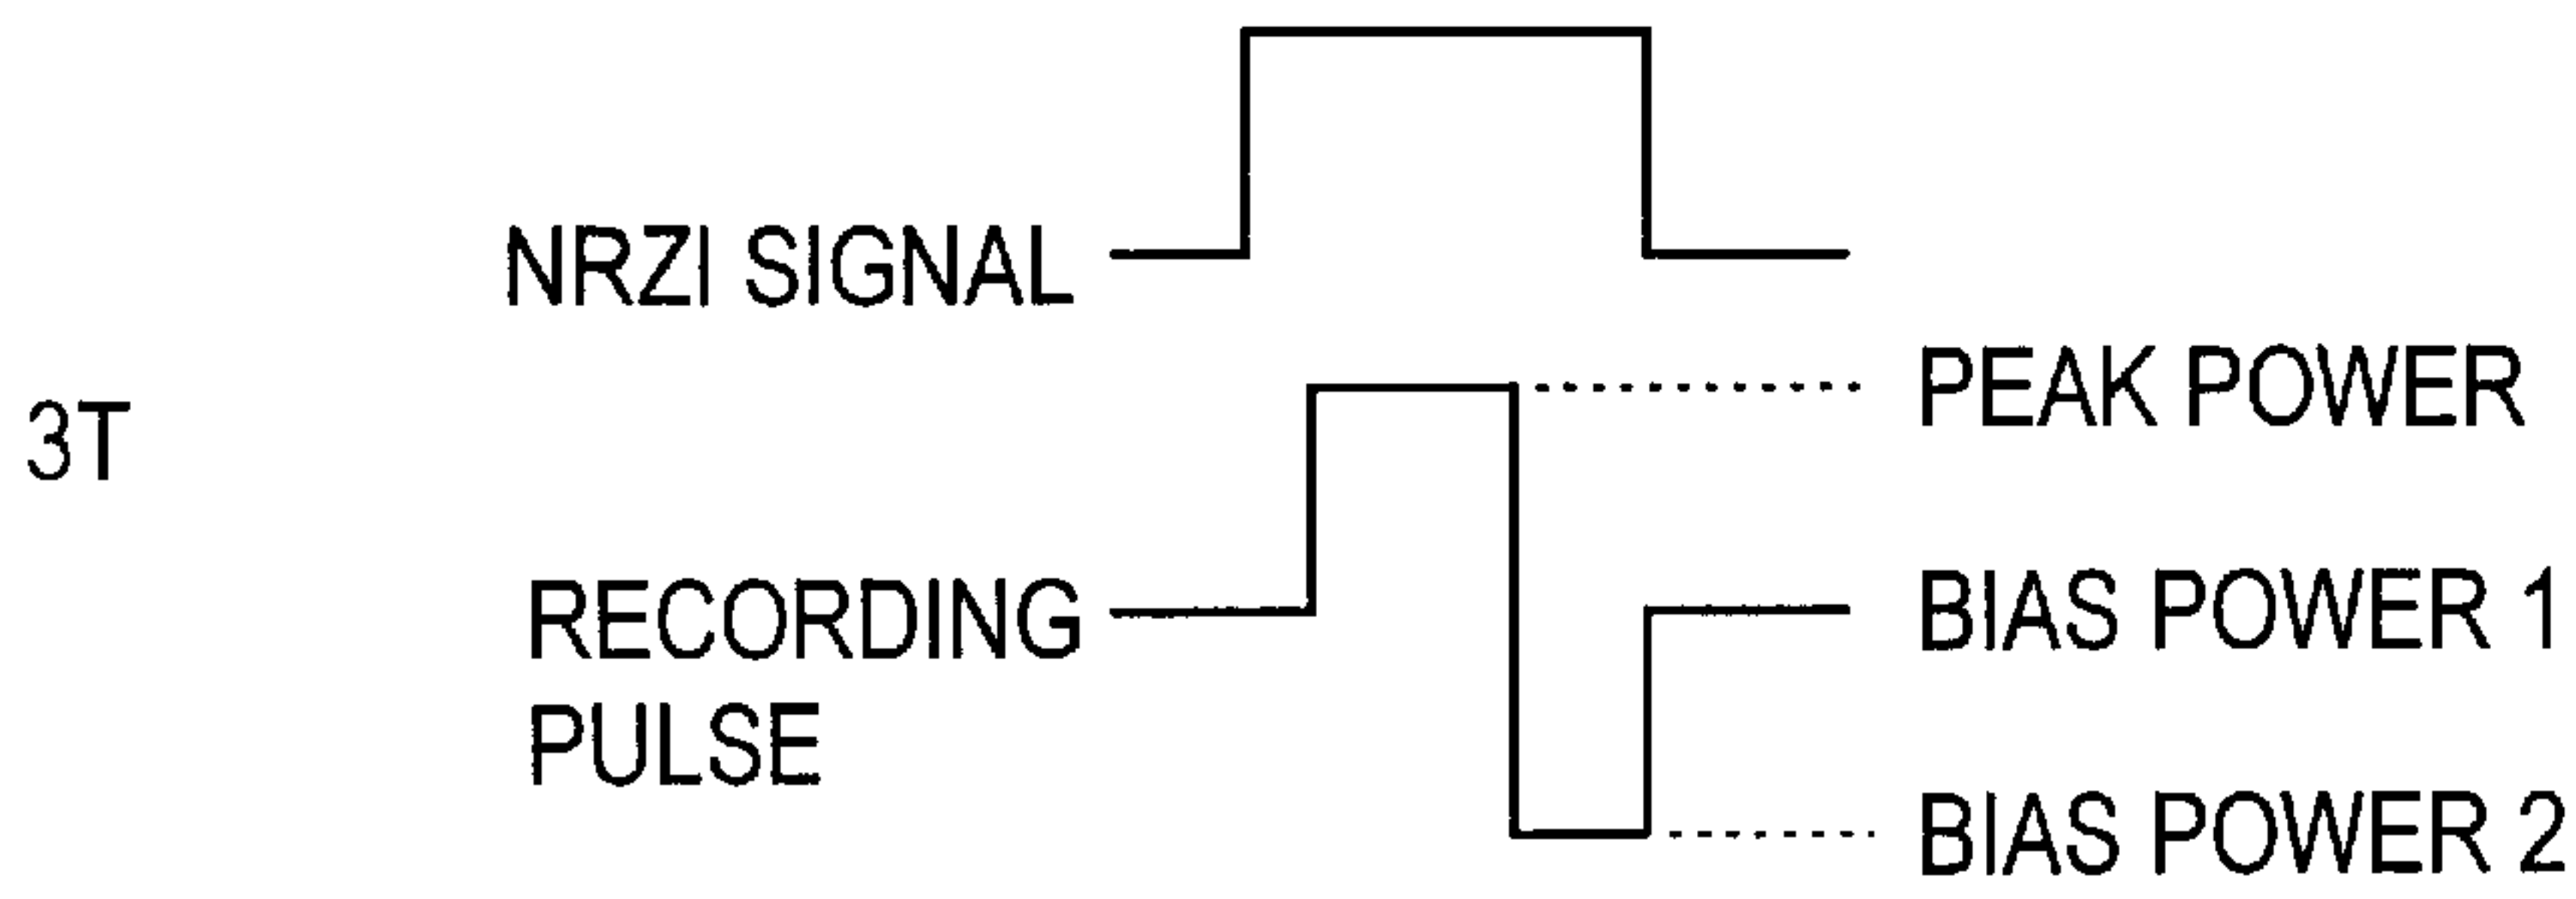 NRZI SIGNAL
PEAK POWER
3T
RECORDING
PULSE
BIAS POWER 1
BIAS POWER 2